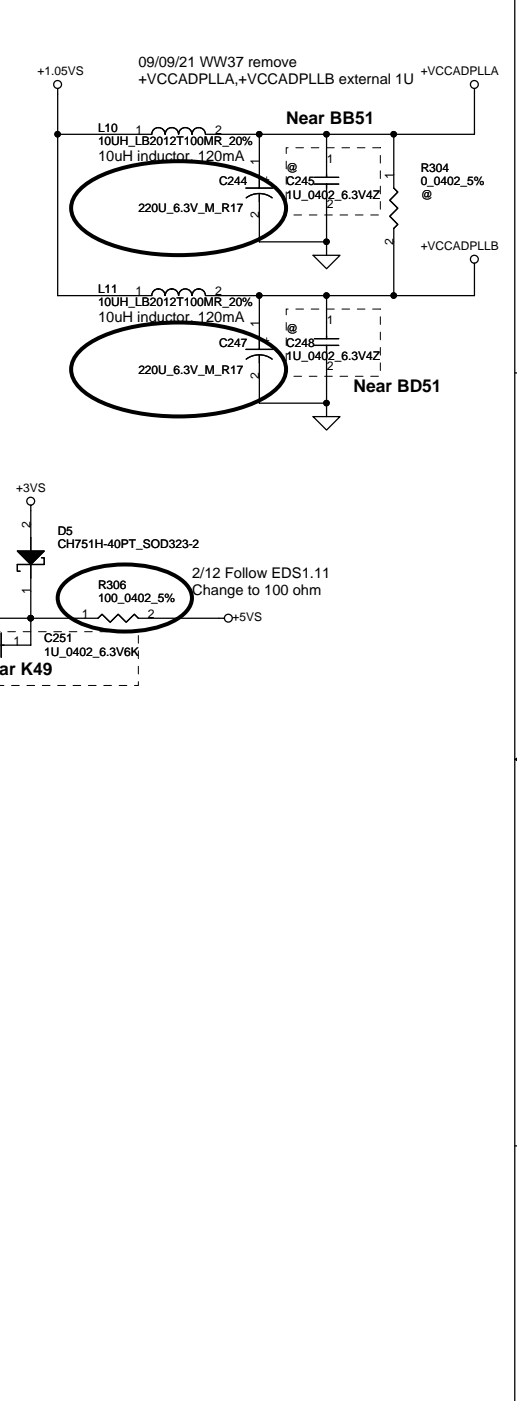 09/09/21 WW37 remove
+VCCADPLLA,+VCCADPLLB external 1U
+1.05VS
+VCCADPLLA
Near BB51
L10
1
2
10UH_LB2012T100MR_20%
10uH inductor, 120mA
1
+
C244
2
220U_6.3V_M_R17
@
1
C245
1U_0402_6.3V4Z
2
1
R304
0_0402_5%
@
2
+VCCADPLLB
L11
1
2
10UH_LB2012T100MR_20%
10uH inductor, 120mA
1
+
C247
2
220U_6.3V_M_R17
@
1
C248
1U_0402_6.3V4Z
2
Near BD51
+3VS
2
D5
CH751H-40PT_SOD323-2
1
2/12 Follow EDS1.11
Change to 100 ohm
R306
100_0402_5%
1
2
+5VS
1
C251
1U_0402_6.3V6K
ar K49